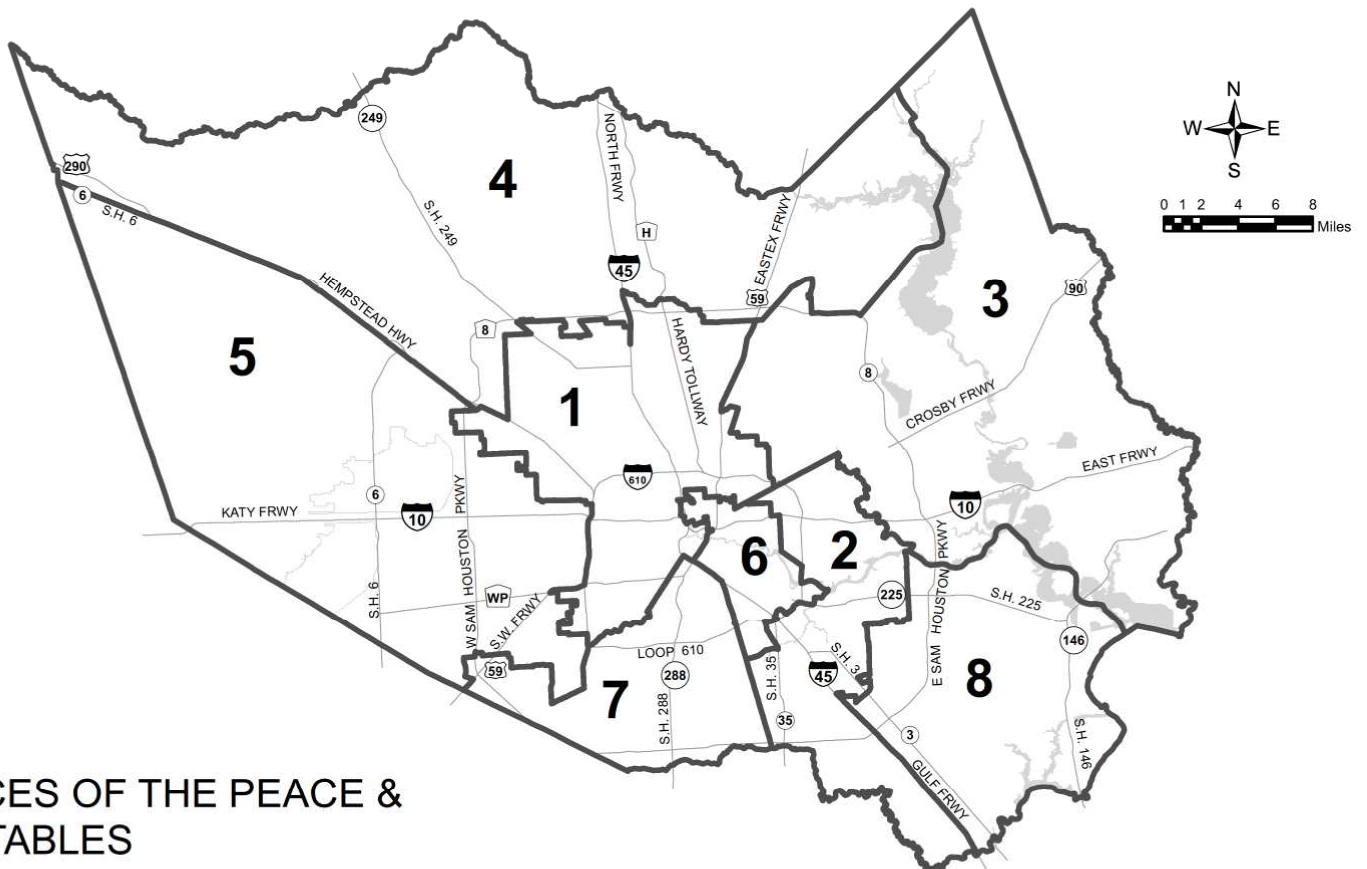 N
W E
S
0 1 2 4 6 8
Miles
249
290
6
S.H. 6
4
S.H. 249
NORTH FRWY
H
45
EASTEX FRWY
59
HEMPSTEAD HWY
3
90
5
8
1
HARDY TOLLWAY
8
CROSBY FRWY
610
EAST FRWY
6
KATY FRWY
10
W SAM HOUSTON PKWY
10
E SAM HOUSTON PKWY
6
2
S.H. 6
WP
S.W. FRWY
225
S.H. 225
146
59
LOOP 610
288
7
S.H. 288
S.H. 35
35
45
S.H. 3
3
8
S.H. 146
GULF FRWY
CES OF THE PEACE &
TABLES